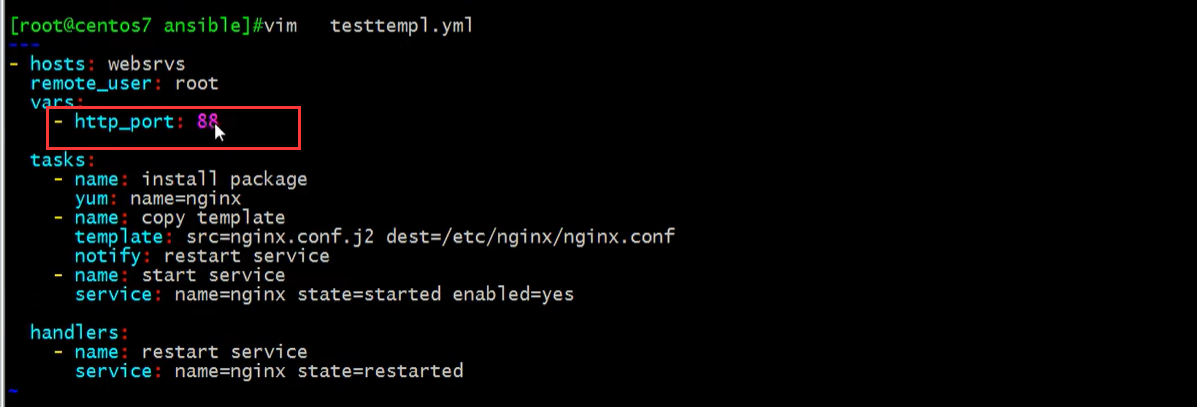 [root@centos7 ansible]#vim   testtempl.yml
---
- hosts: websrvs
  remote_user: root
  vars:
    - http_port: 88

  tasks:
    - name: install package
      yum: name=nginx
    - name: copy template
      template: src=nginx.conf.j2 dest=/etc/nginx/nginx.conf
      notify: restart service
    - name: start service
      service: name=nginx state=started enabled=yes

  handlers:
    - name: restart service
      service: name=nginx state=restarted
~